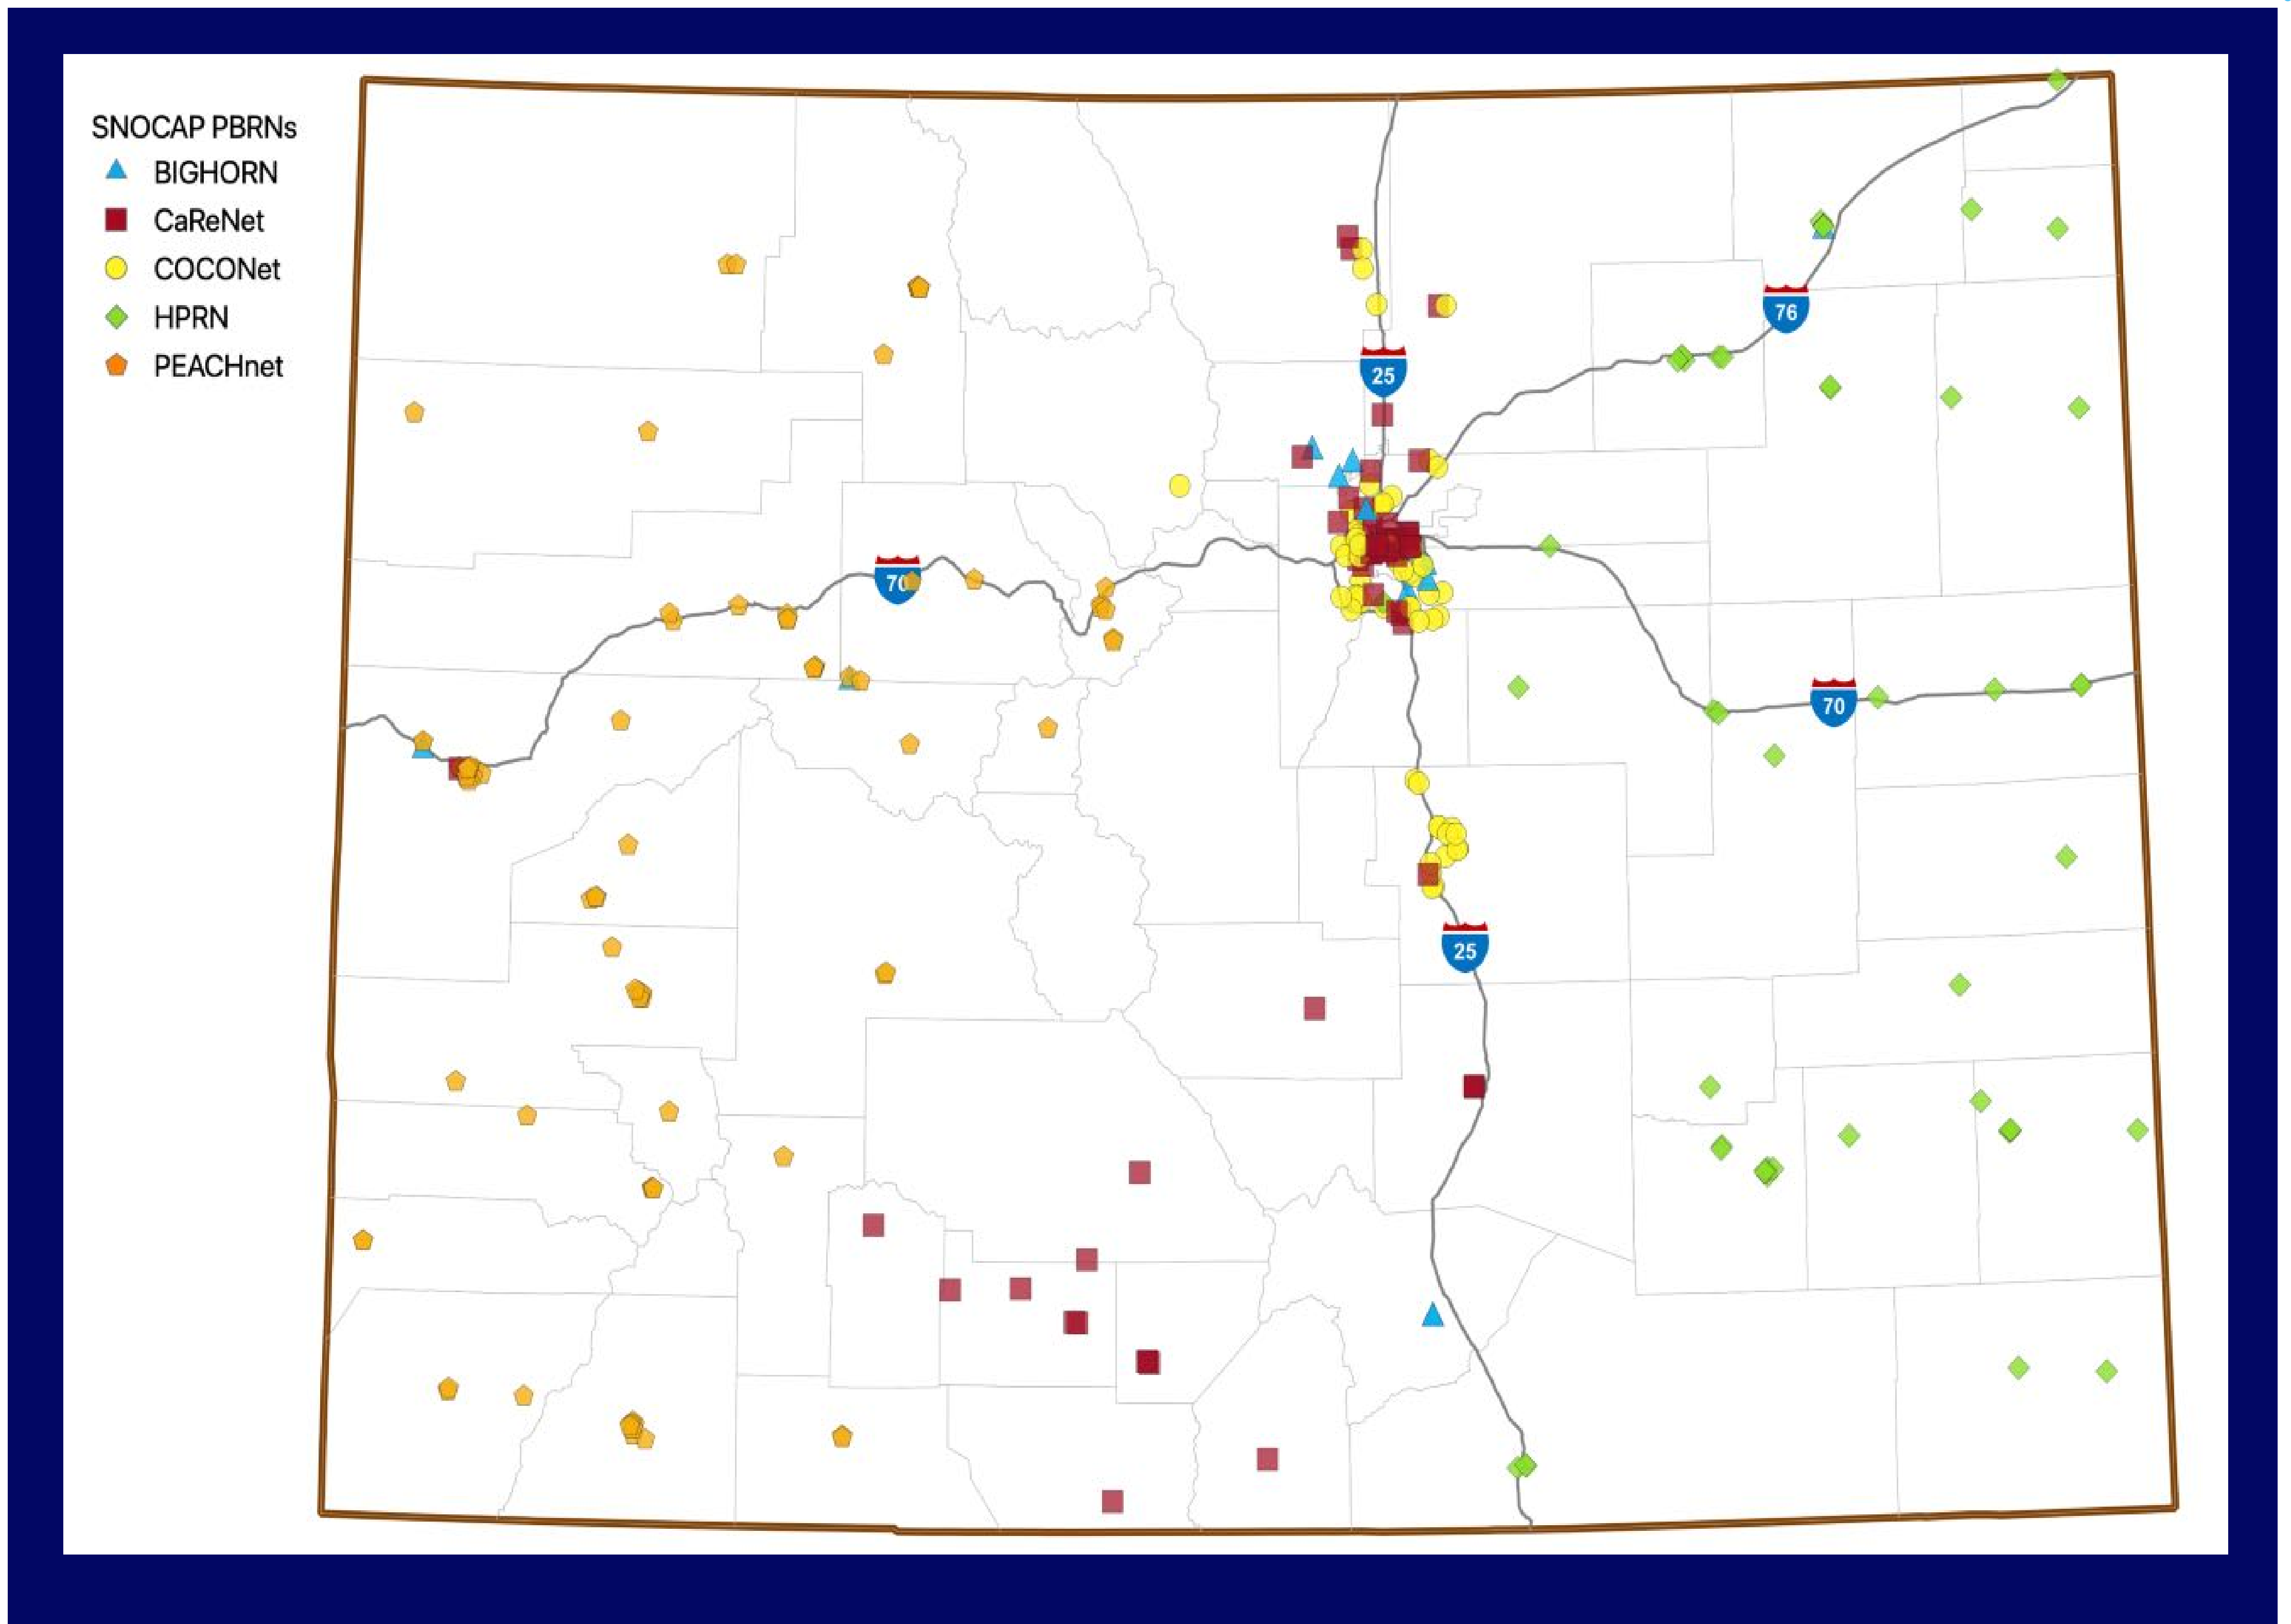 SNOCAP PBRNs
BIGHORN
CaReNet
COCONet
HPRN
PEACHnet
76
25
70
70
25